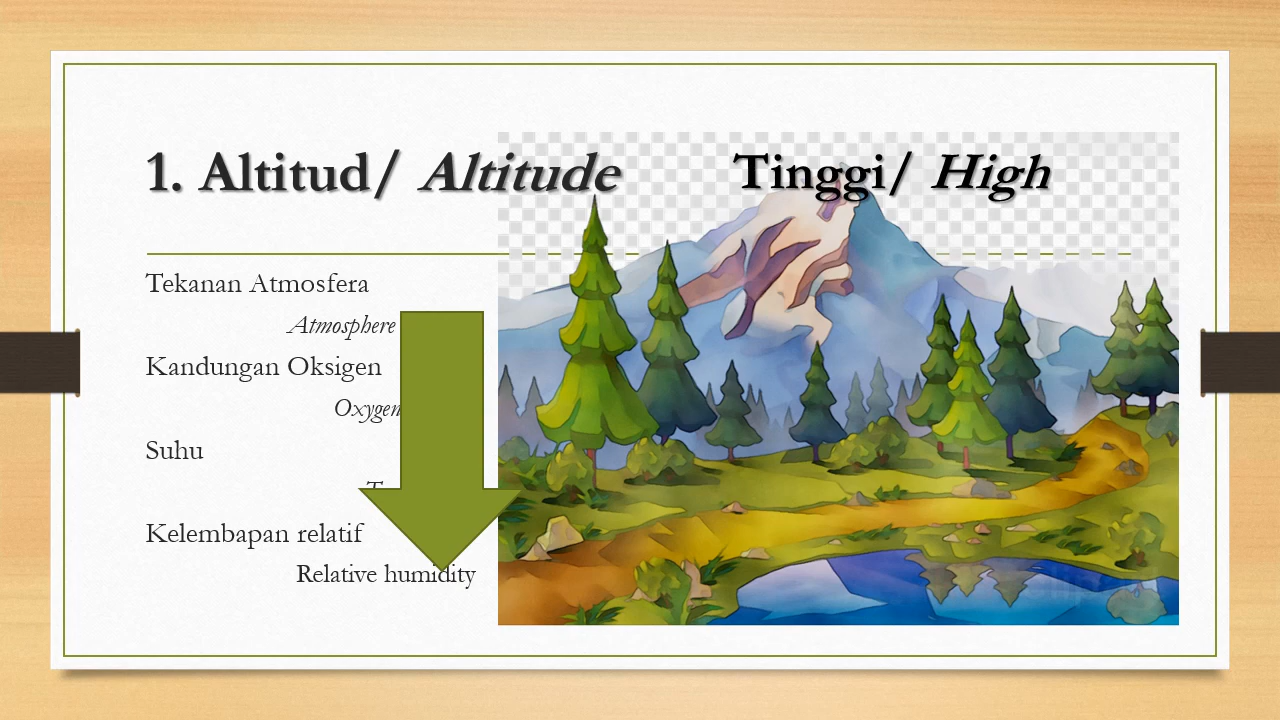 1. Altitud/ Altitude Tinggi/ High
Tekanan Atmosfera
Atmosphere
Kandungan Oksigen
Oxygen
Suhu
Kelembapan relatif
Relative humidity